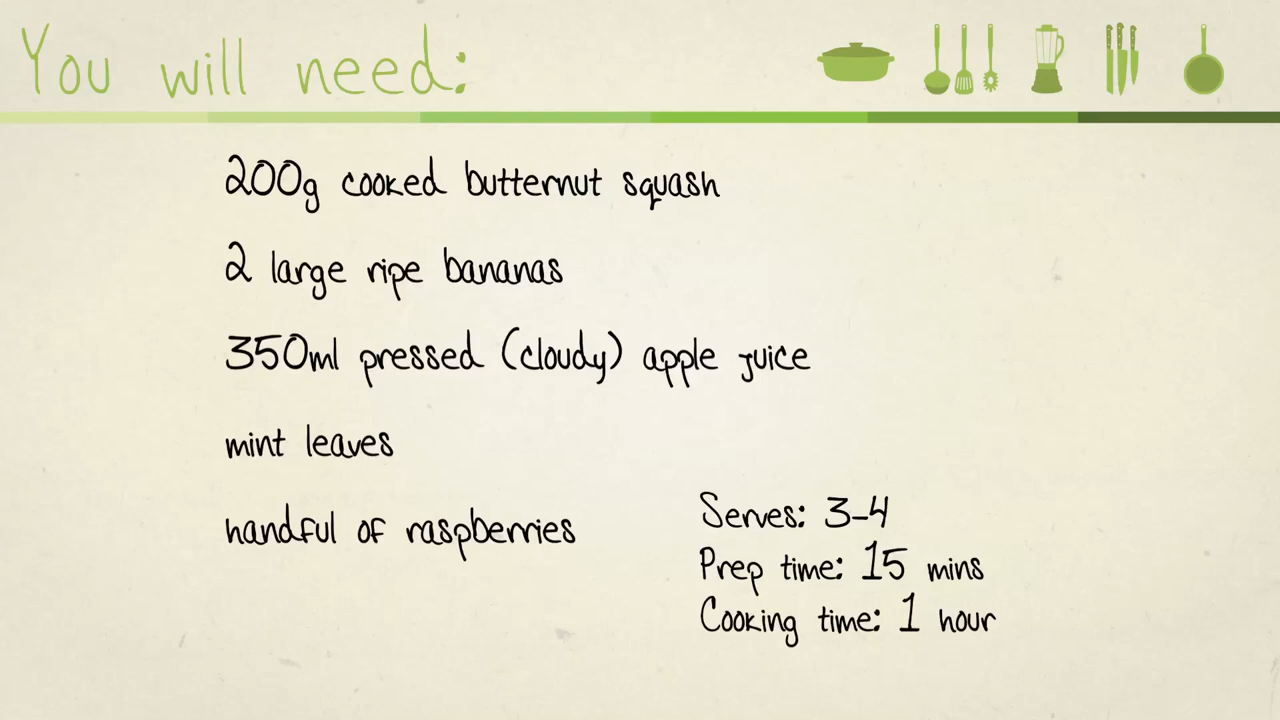 You will need:
200g cooked butternut squash
2 large ripe bananas
350ml pressed (cloudy) apple juice
mint leaves
handful of raspberries
Serves: 3-4
Prep time: 15 mins
Cooking time: 1 hour